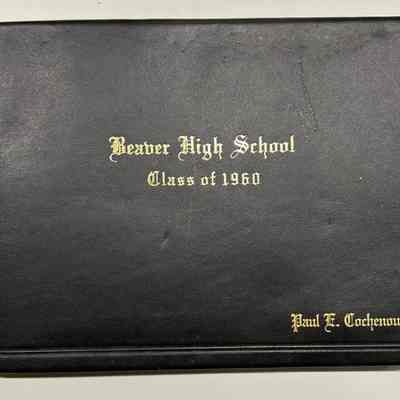 Beaver High School
Class of 1960
Paul E. Cochenou